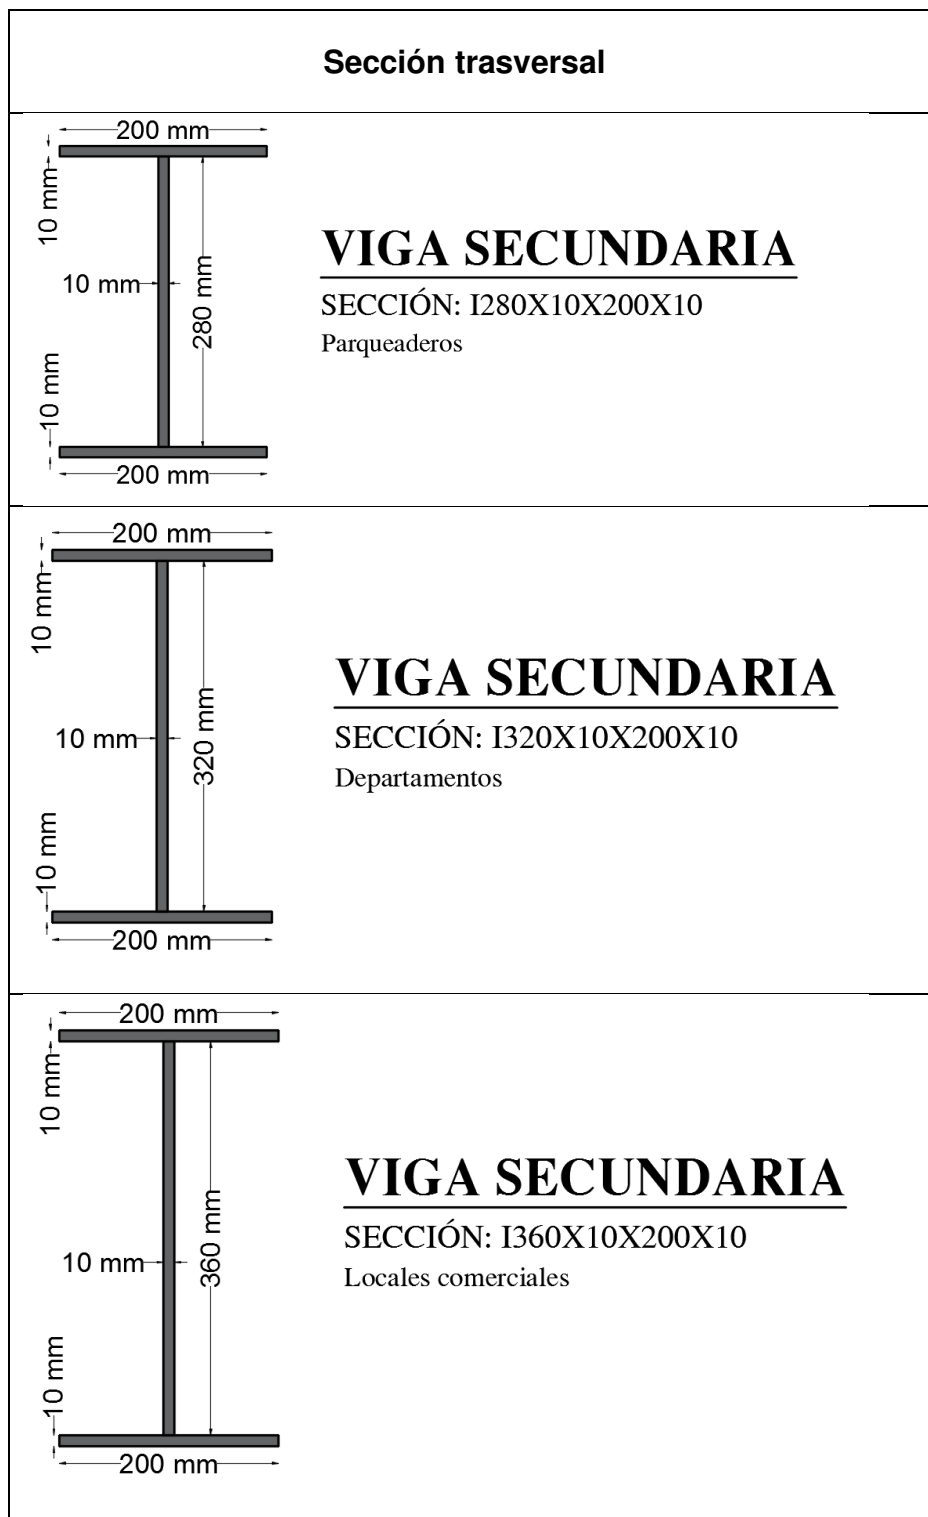 Sección trasversal
200 mm
10 mm
10 mm
280 mm
10 mm
200 mm
VIGA SECUNDARIA
SECCIÓN: I280X10X200X10
Parqueaderos
200 mm
10 mm
10 mm
320 mm
10 mm
200 mm
VIGA SECUNDARIA
SECCIÓN: I320X10X200X10
Departamentos
200 mm
10 mm
10 mm
360 mm
10 mm
200 mm
VIGA SECUNDARIA
SECCIÓN: I360X10X200X10
Locales comerciales